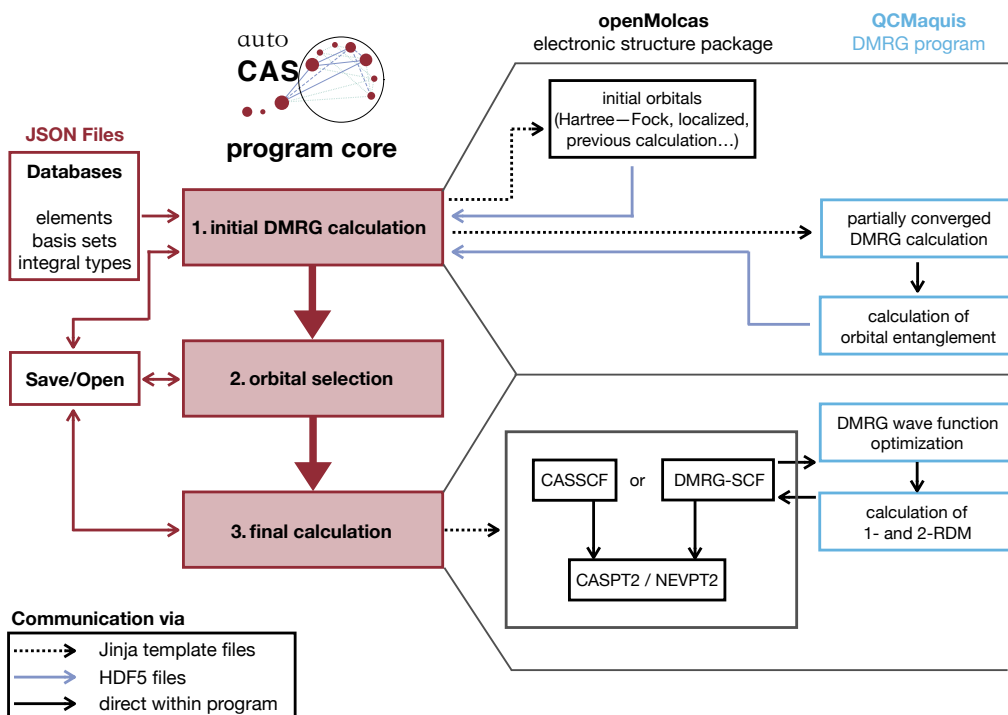 auto
CAS
program core
openMolcas
electronic structure package
QCMaquis
DMRG program
JSON Files
Databases
elements
basis sets
integral types
Save/Open
1. initial DMRG calculation
2. orbital selection
3. final calculation
initial orbitals
(Hartree—Fock, localized,
previous calculation...)
partially converged
DMRG calculation
calculation of
orbital entanglement
CASSCF
or
DMRG-SCF
CASPT2 / NEVPT2
DMRG wave function
optimization
calculation of
1- and 2-RDM
Communication via
Jinja template files
HDF5 files
direct within program